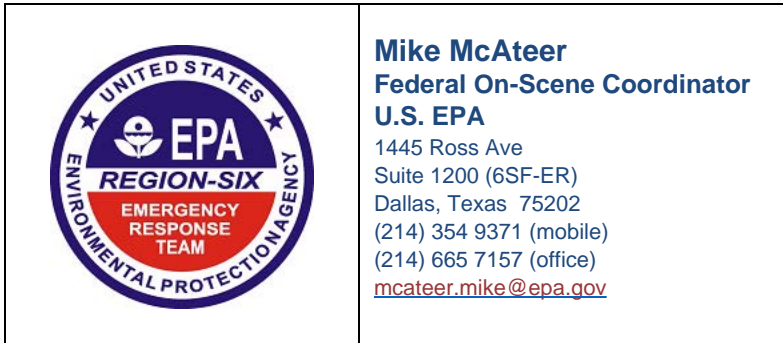 UNITED STATES
EPA
REGION-SIX
EMERGENCY
RESPONSE
TEAM
ENVIRONMENTAL PROTECTION AGENCY
Mike McAteer
Federal On-Scene Coordinator
U.S. EPA
1445 Ross Ave
Suite 1200 (6SF-ER)
Dallas, Texas  75202
(214) 354 9371 (mobile)
(214) 665 7157 (office)
mcateer.mike@epa.gov